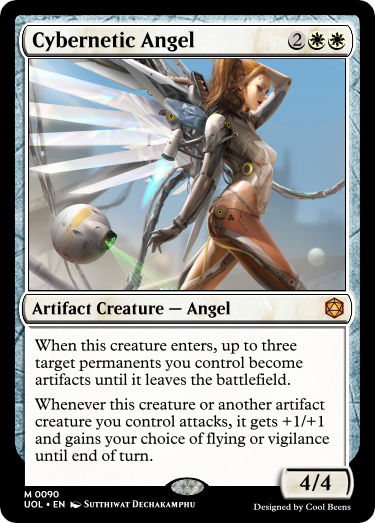 Cybernetic Angel 2
Artifact Creature — Angel
When this creature enters, up to three
target permanents you control become
artifacts until it leaves the battlefield.
Whenever this creature or another artifact
creature you control attacks, it gets +1/+1
and gains your choice of flying or vigilance
until end of turn.
4/4
M 0090
UOL • EN SUTTHIWAT DECHAKAMPHU
Designed by Cool Beens